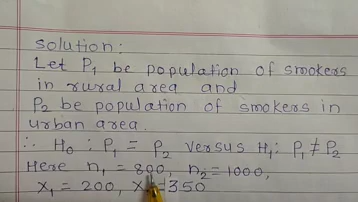 Solution:
Let P₁ be population of smokers
in rural area and
P₂ be population of smokers in
urban area.
∴ H₀ : P₁ = P₂ versus H₁: P₁ ≠ P₂
Here n₁ = 800, n₂ = 1000,
x₁ = 200, x = 350